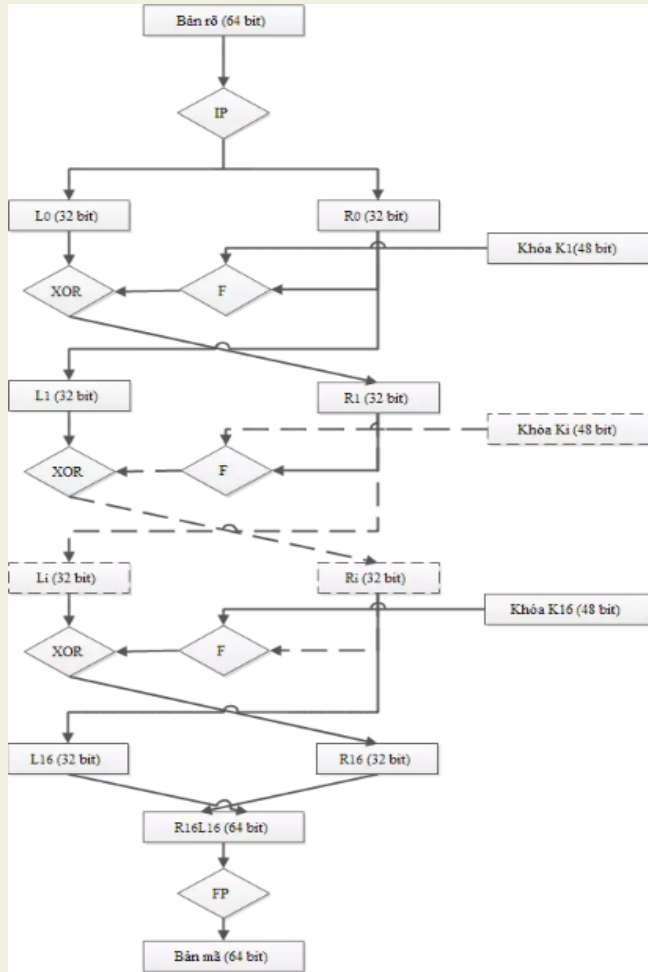 Bản rõ (64 bit)
IP
L0 (32 bit)
R0 (32 bit)
Khóa K1(48 bit)
XOR
F
L1 (32 bit)
R1 (32 bit)
Khóa Ki (48 bit)
XOR
F
Li (32 bit)
Ri (32 bit)
Khóa K16 (48 bit)
XOR
F
L16 (32 bit)
R16 (32 bit)
R16L16 (64 bit)
FP
Bản mã (64 bit)